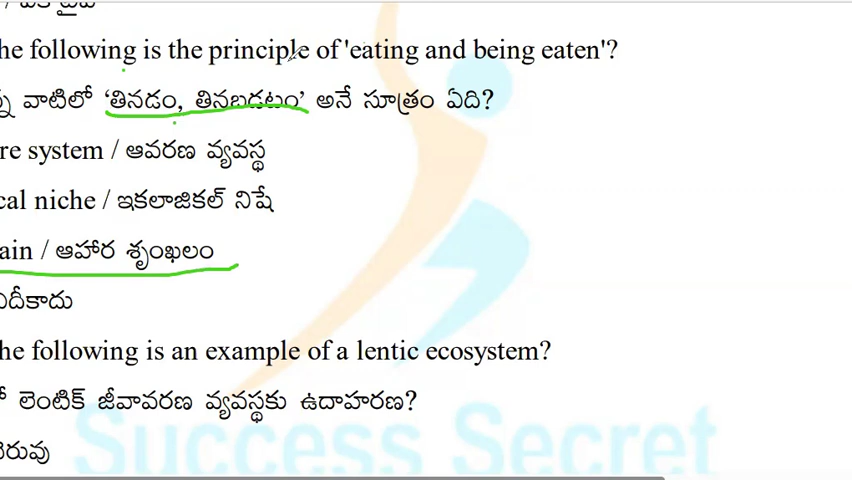 he following is the principle of 'eating and being eaten'?
న్న వాటిలో ‘తినడం, తినబడటం’ అనే సూత్రం ఏది?
re system / ఆవరణ వ్యవస్థ
cal niche / ఇకలాజికల్ నిషే
ain / ఆహార శృంఖలం
ఏదీకాదు
he following is an example of a lentic ecosystem?
లో లెంటిక్ జీవావరణ వ్యవస్థకు ఉదాహరణ?
చెరువు
Success Secret